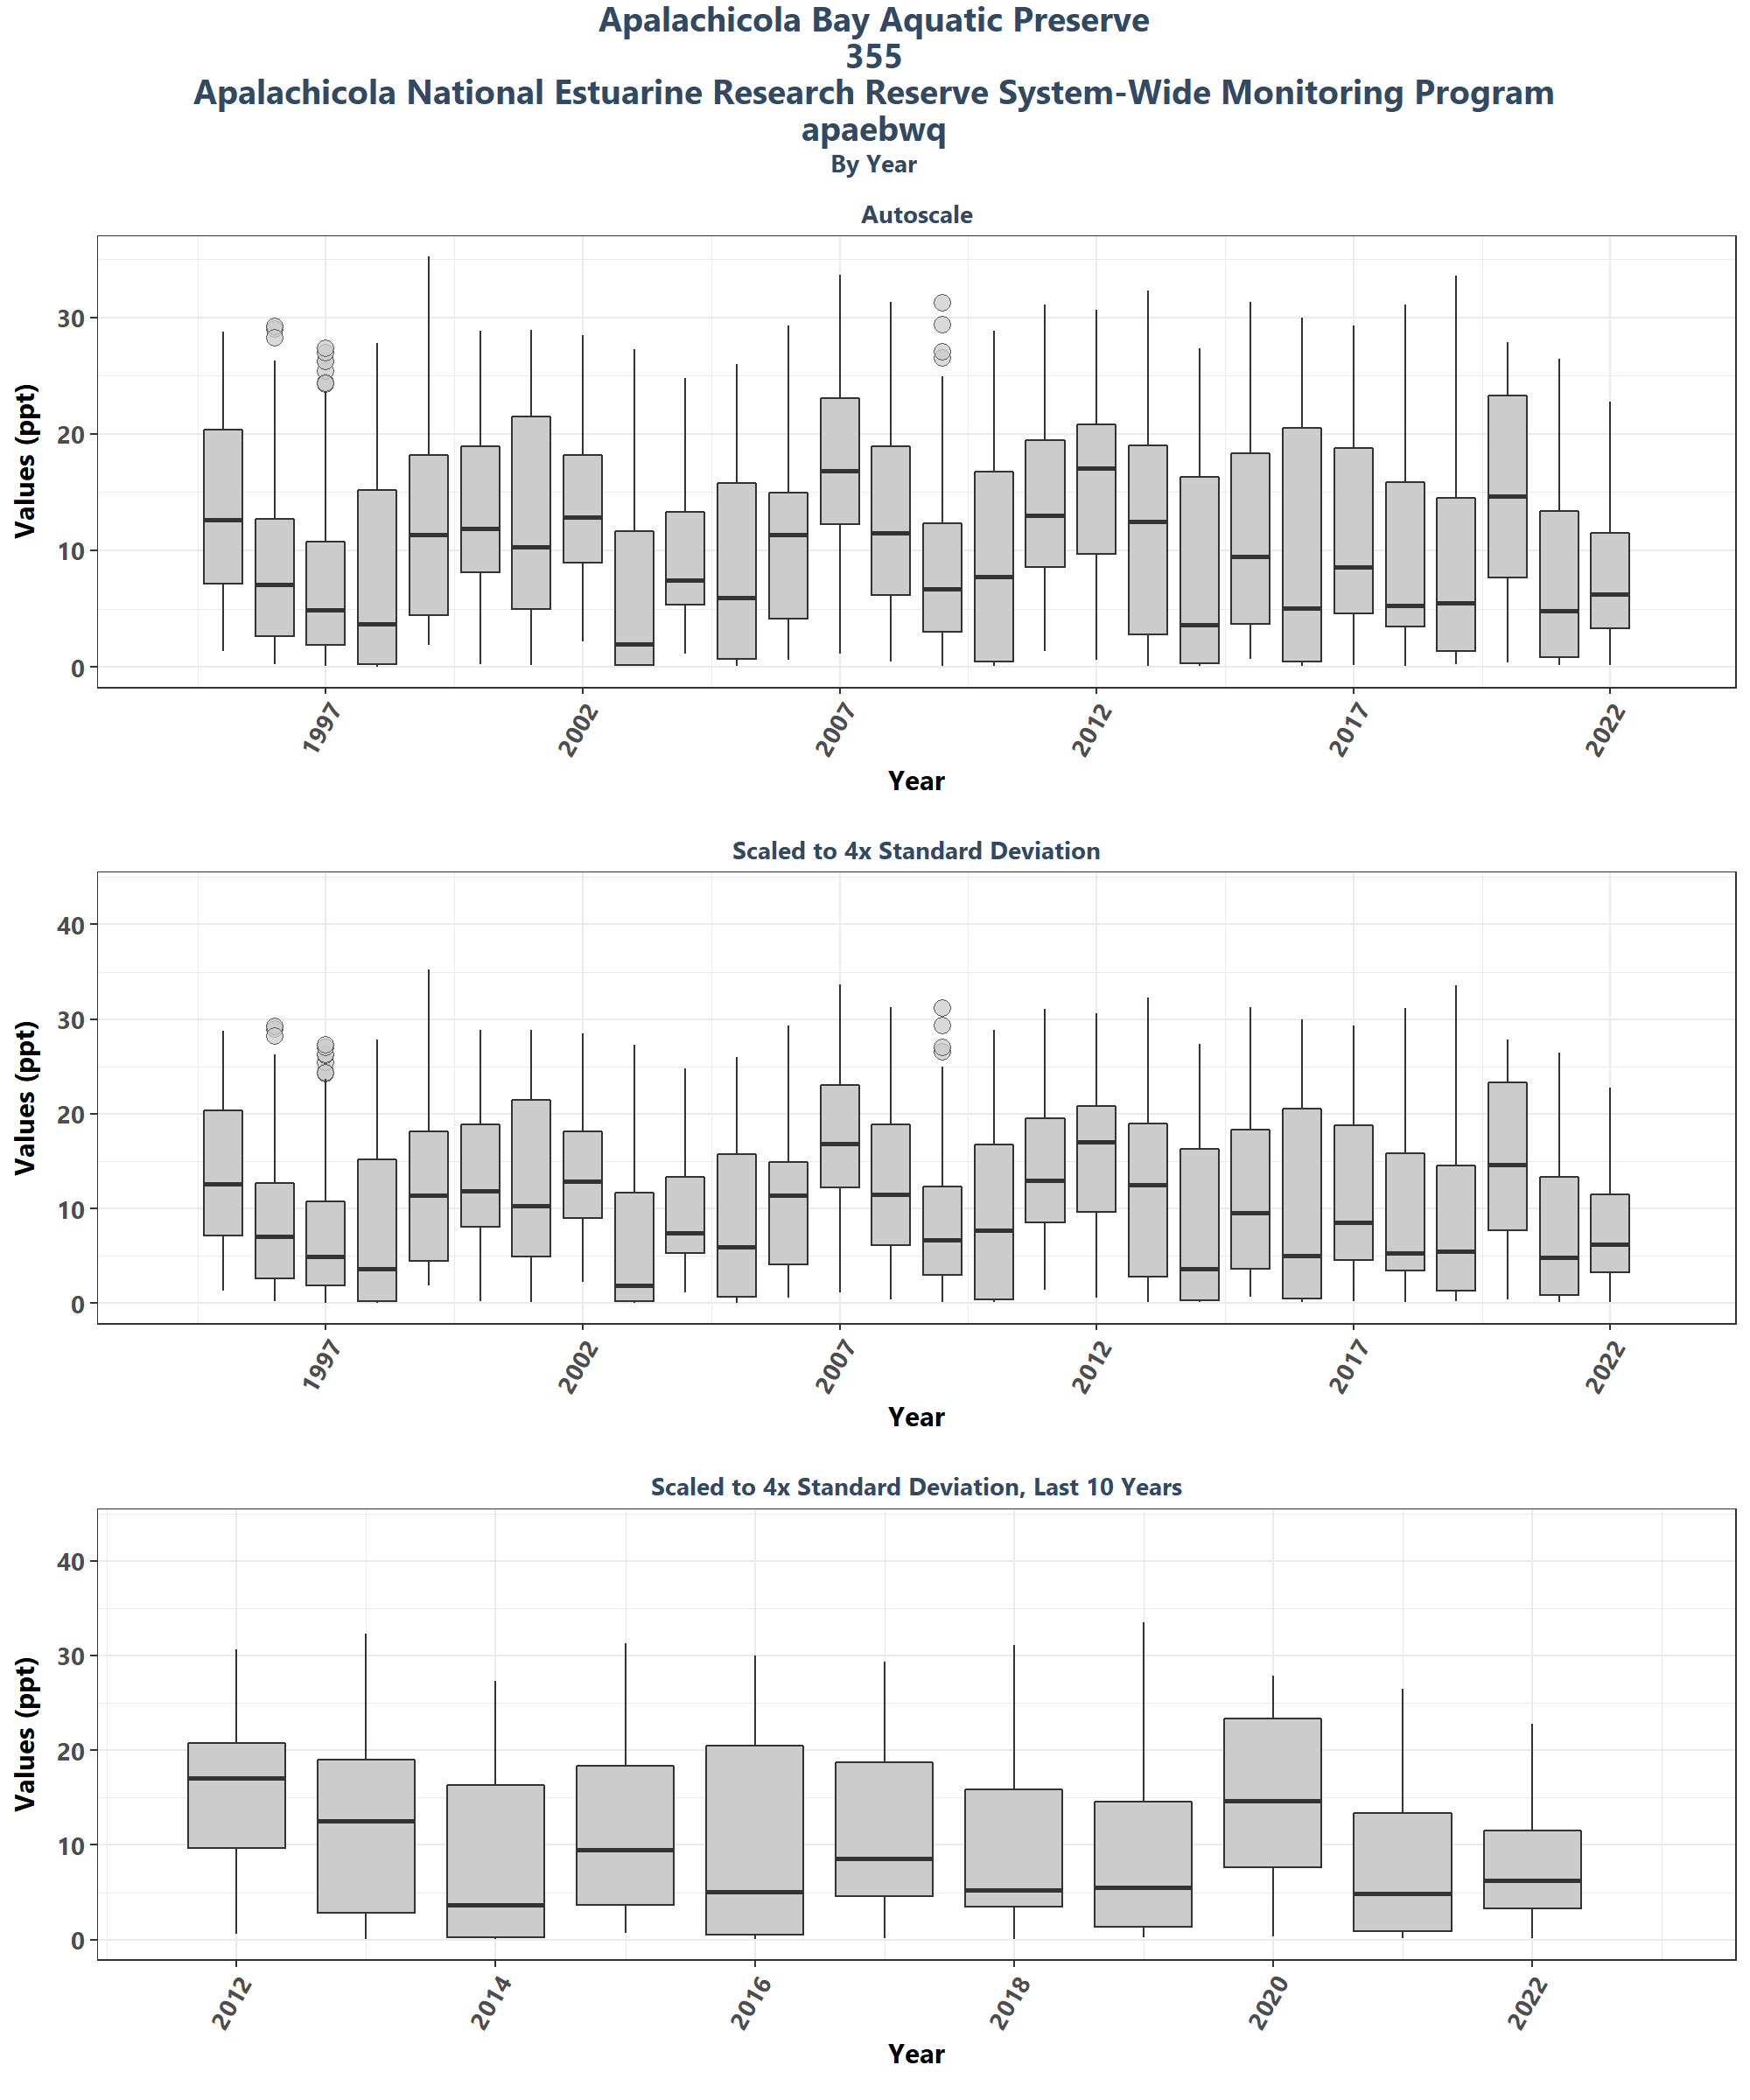 Apalachicola Bay Aquatic Preserve
355
Apalachicola National Estuarine Research Reserve System-Wide Monitoring Program
apaebwq
By Year
Autoscale
Values (ppt)
30
20
10
0
1997 2002 2007 2012 2017 2022
Year
Scaled to 4x Standard Deviation
Values (ppt)
40
30
20
10
0
1997 2002 2007 2012 2017 2022
Year
Scaled to 4x Standard Deviation, Last 10 Years
Values (ppt)
40
30
20
10
0
2012 2014 2016 2018 2020 2022
Year